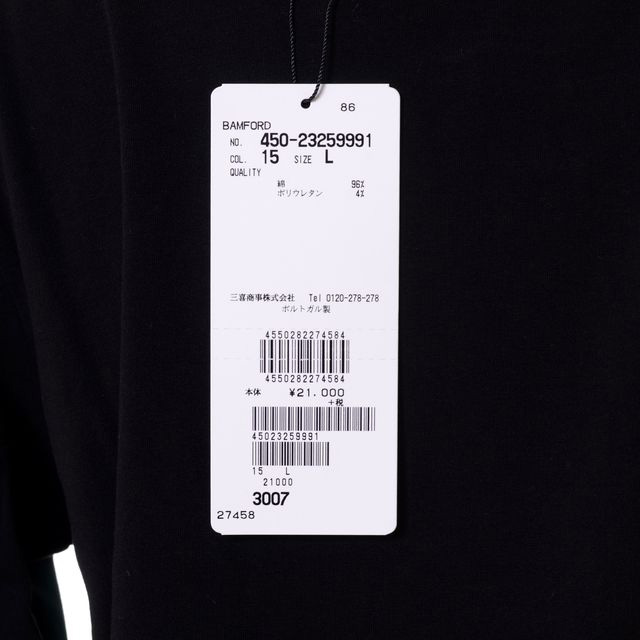 86
BAMFORD
NO. 450-23259991
COL. 15 SIZE L
QUALITY
綿 96%
ポリウレタン 4%
三喜商事株式会社 Tel 0120-278-278
ポルトガル製
4550282274584
4550282274584
本体 ¥21.000
+税
45023259991
15 L
21000
3007
27458